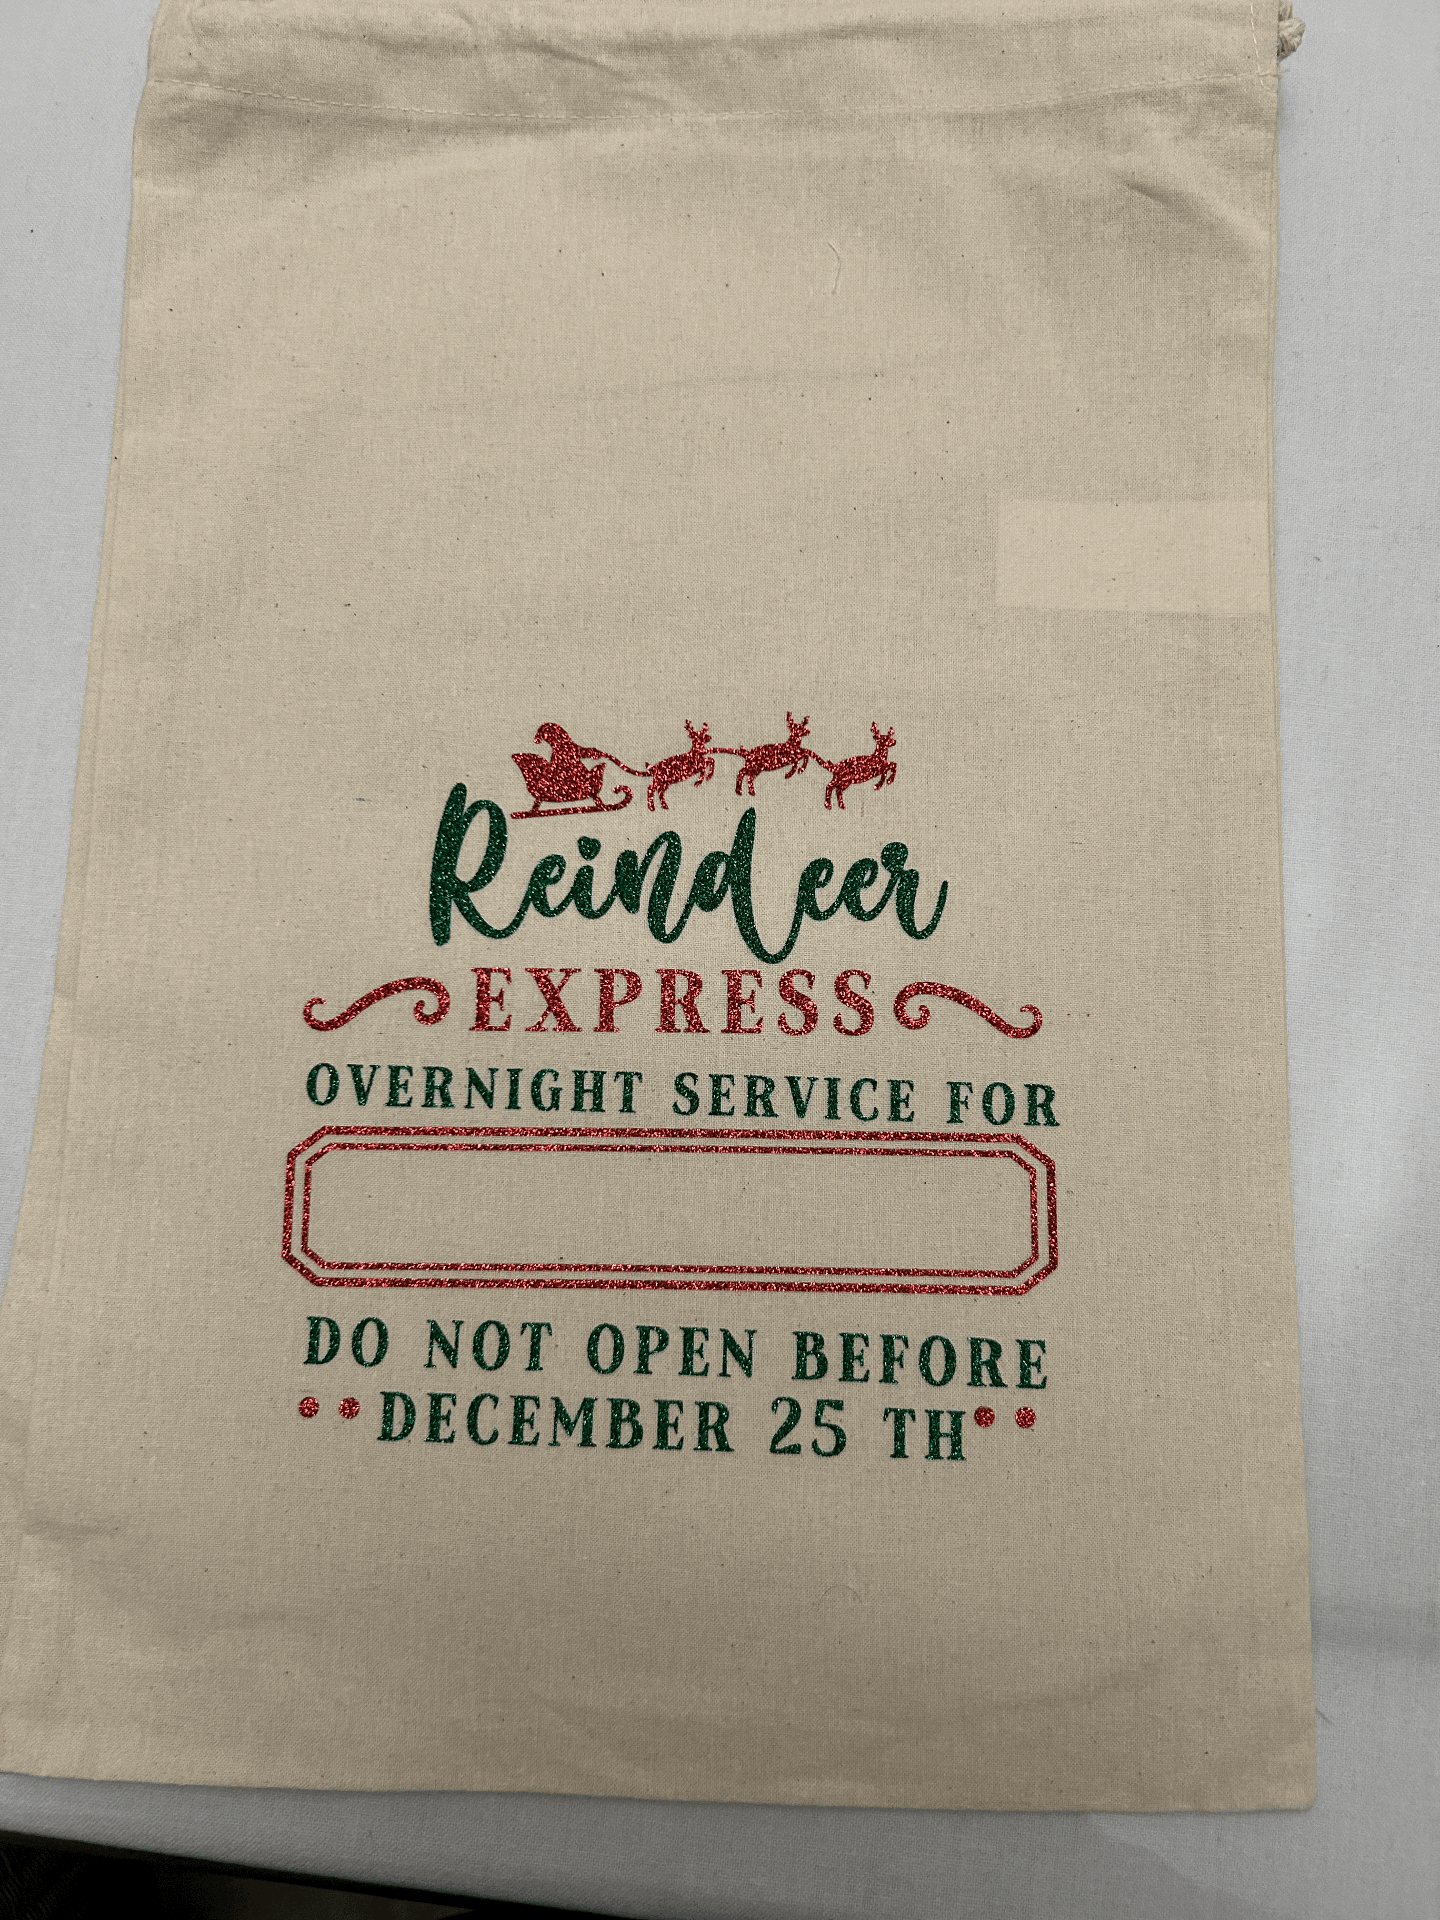 Reindeer
EXPRESS
OVERNIGHT SERVICE FOR
DO NOT OPEN BEFORE
DECEMBER 25 TH